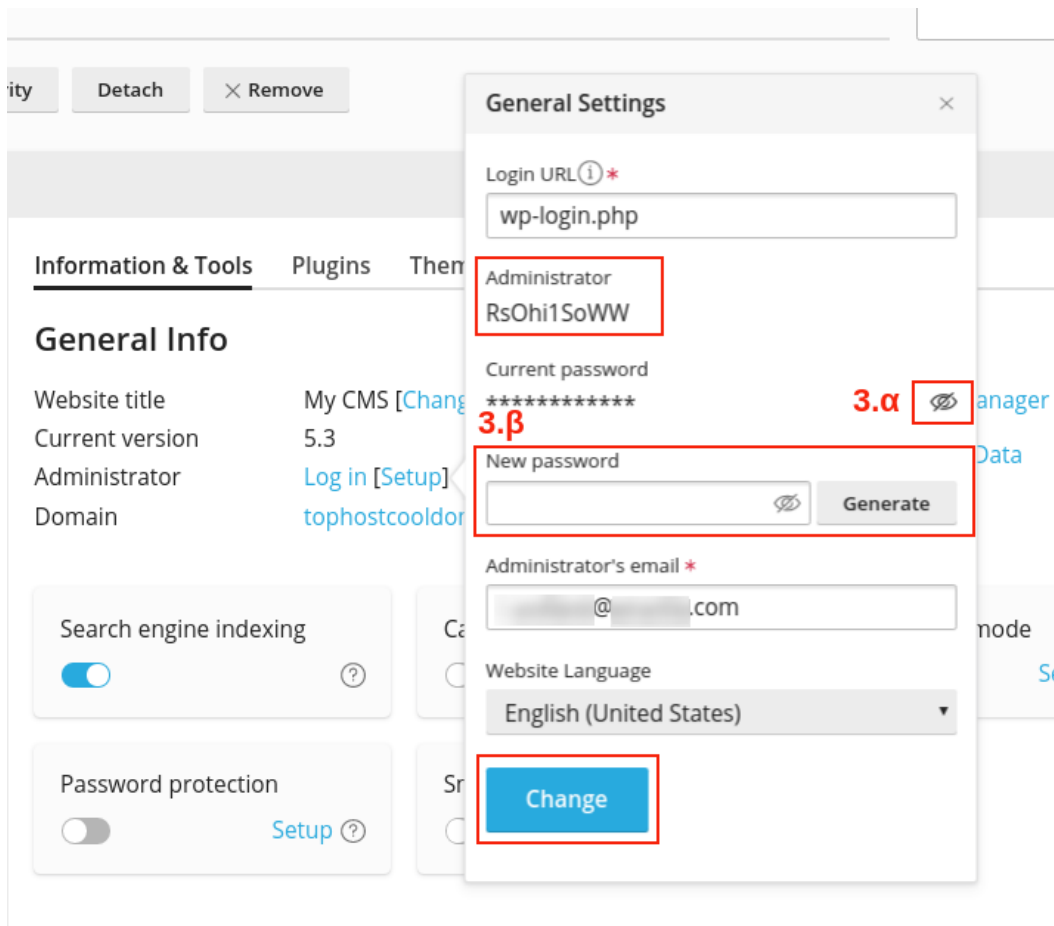 ity
Detach
Remove
General Settings
Login URL *
wp-login.php
Information & Tools
Plugins
Them
Administrator
RsOhi1SoWW
General Info
Current password
************
3.α
3.β
Website title
My CMS [Chang
anager
Current version
5.3
New password
Generate
Data
Administrator
Log in [Setup]
Domain
tophostcooldor
Administrator's email *
@ .com
Search engine indexing
Ca
mode
Se
Website Language
English (United States)
Password protection
Setup
Sr
Change